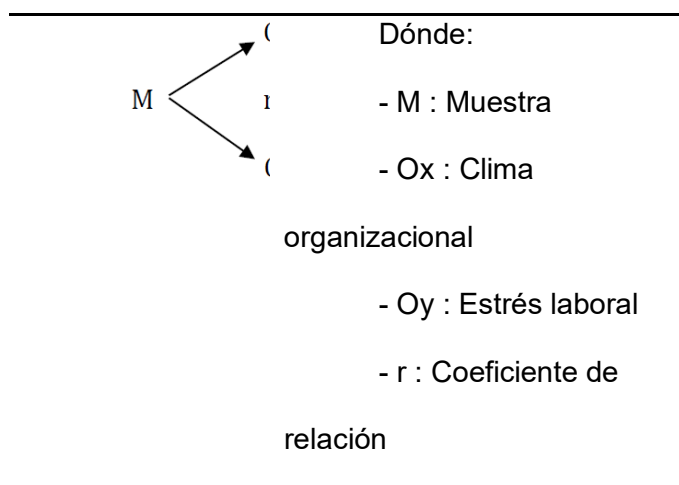 Dónde:
M
- M : Muestra
- Ox : Clima
organizacional
- Oy : Estrés laboral
- r : Coeficiente de
relación